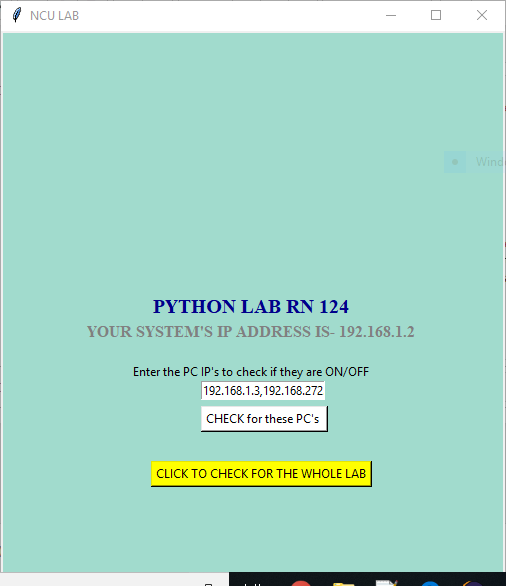 NCU LAB
Windo
PYTHON LAB RN 124
YOUR SYSTEM'S IP ADDRESS IS- 192.168.1.2
Enter the PC IP's to check if they are ON/OFF
192.168.1.3,192.168.272
CHECK for these PC's
CLICK TO CHECK FOR THE WHOLE LAB